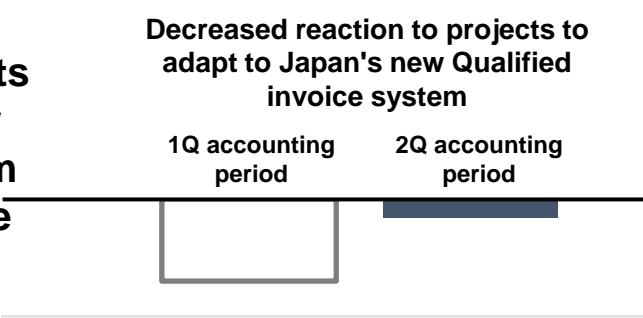 Decreased reaction to projects to
adapt to Japan's new Qualified
invoice system
1Q accounting
period
2Q accounting
period